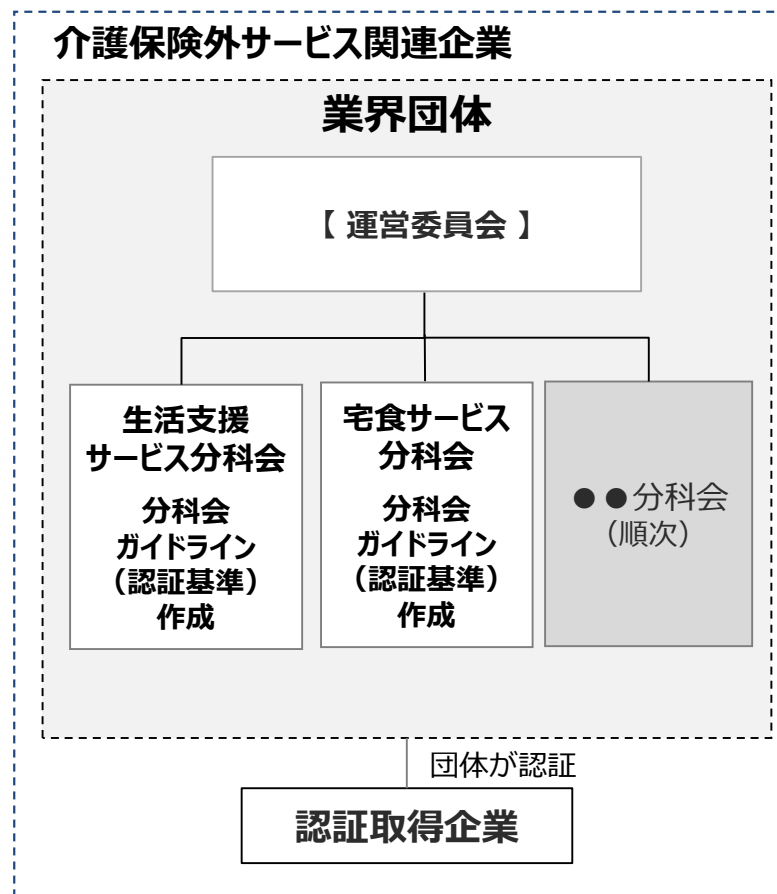 介護保険外サービス関連企業
業界団体
【 運営委員会 】
生活支援
サービス分科会
分科会
ガイドライン
（認証基準）
作成
宅食サービス
分科会
分科会
ガイドライン
（認証基準）
作成
●●分科会
（順次）
団体が認証
認証取得企業